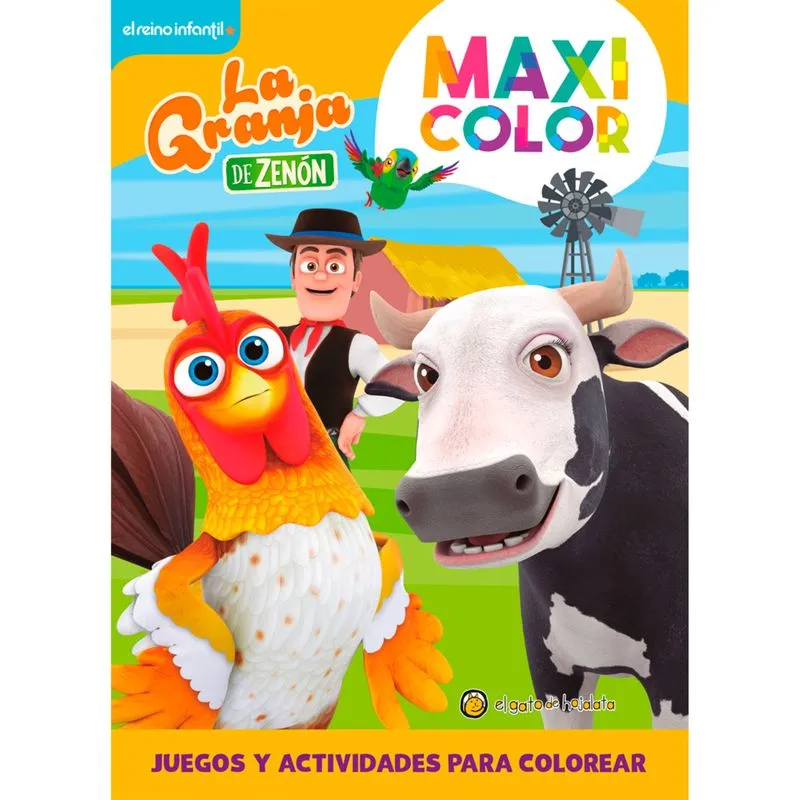 el reino infantil
La
Granja
DE ZENÓN
MAXI
COLOR
el gato de hojalata
JUEGOS Y ACTIVIDADES PARA COLOREAR